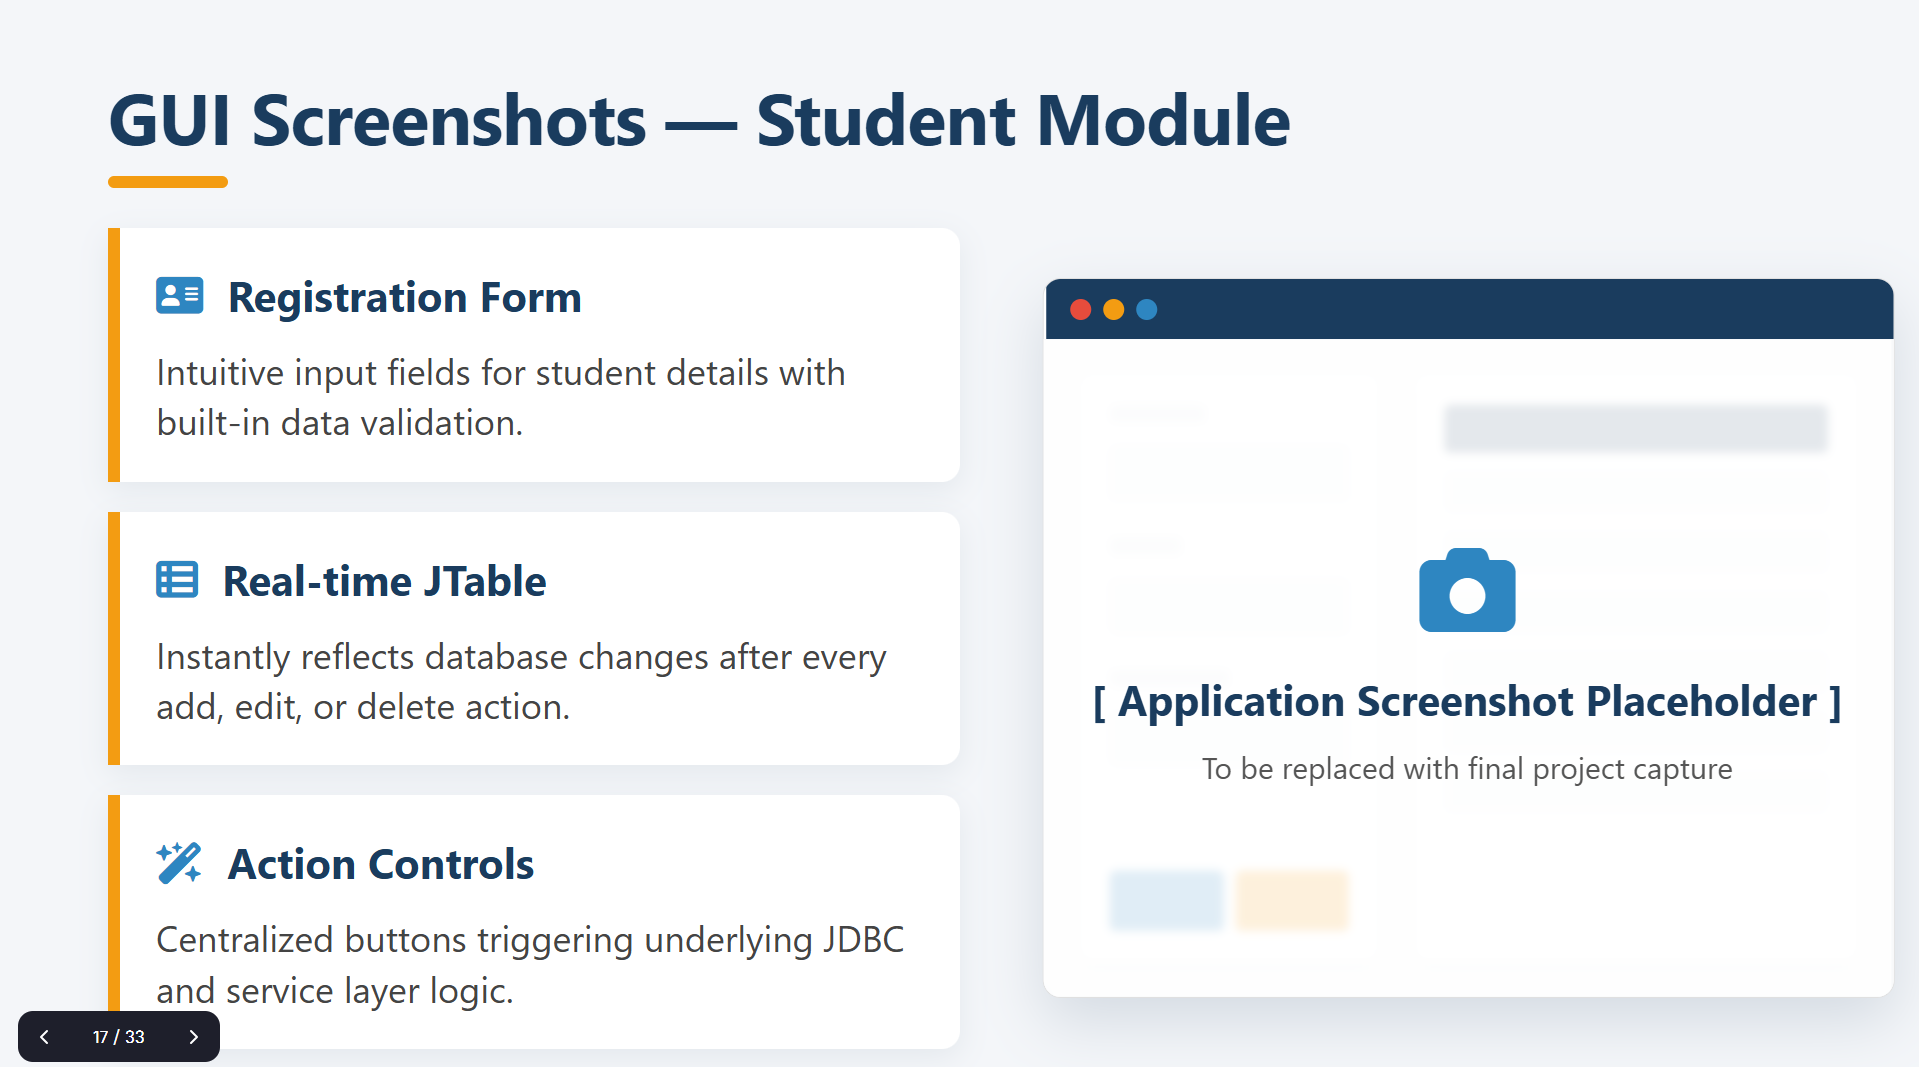 GUI Screenshots — Student Module
Registration Form
Intuitive input fields for student details with
built-in data validation.
Real-time JTable
Instantly reflects database changes after every
add, edit, or delete action.
Action Controls
Centralized buttons triggering underlying JDBC
and service layer logic.
[ Application Screenshot Placeholder ]
To be replaced with final project capture
17 / 33